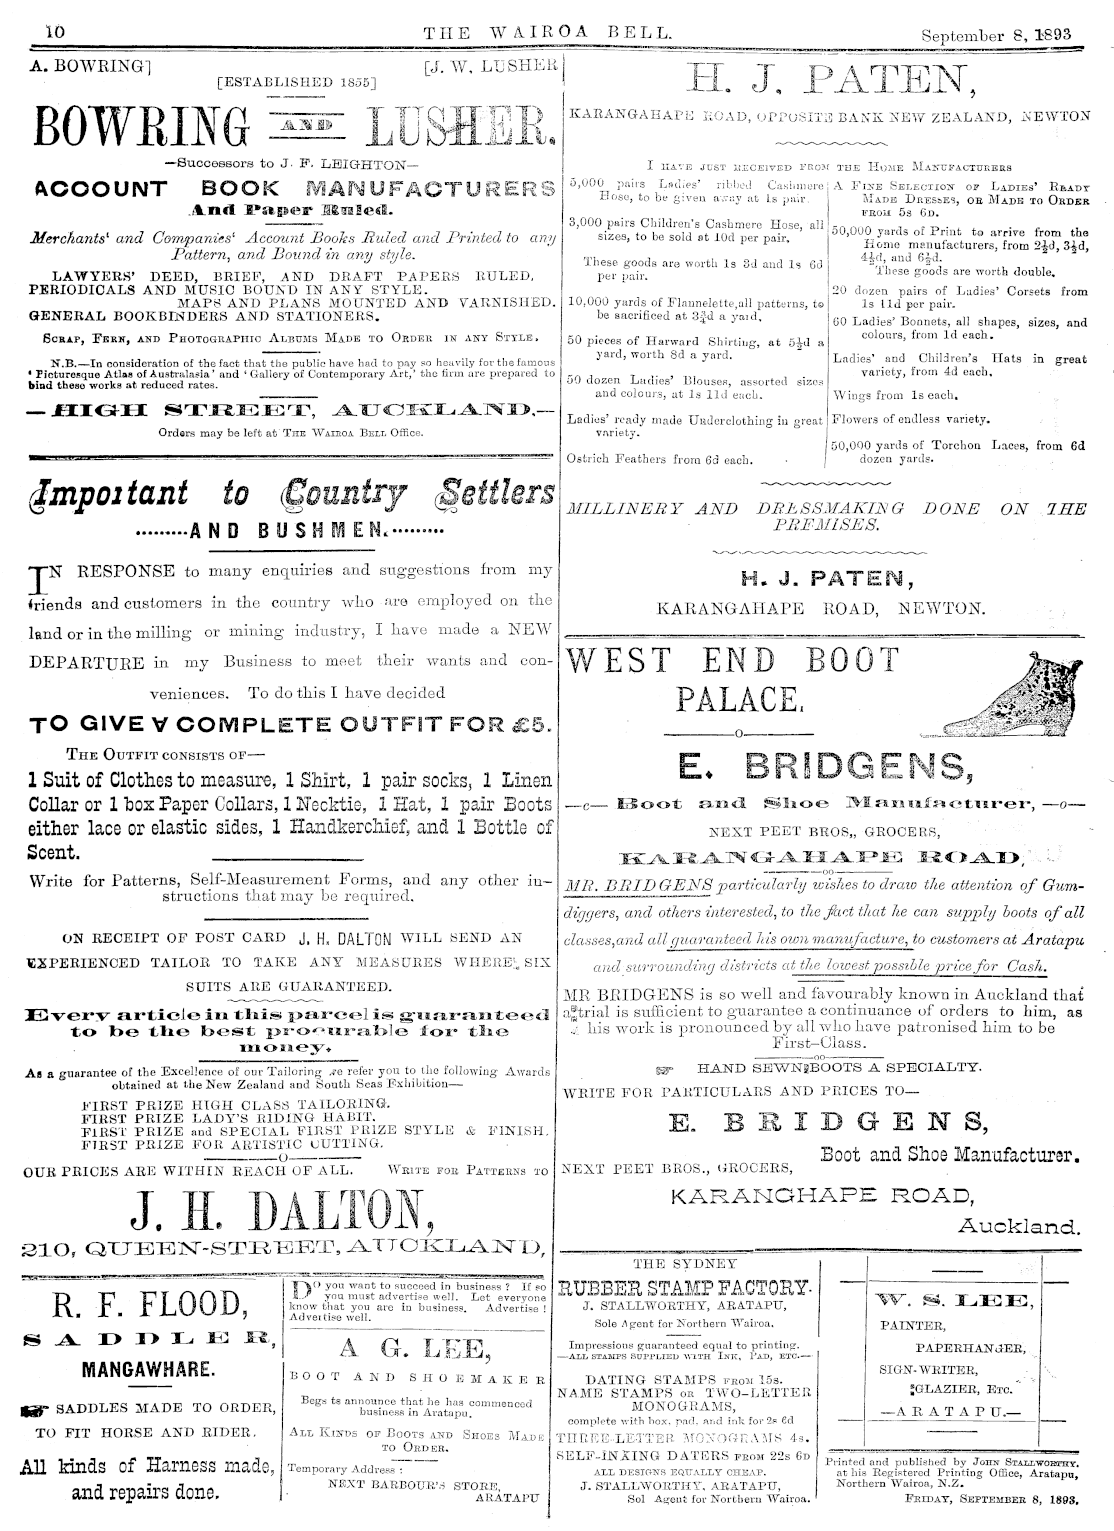 10
THE WAIROA BELL.
September 8, 1893
A. BOWRING]
[J. W. LUSHER
[ESTABLISHED 1855]
BOWRING AND LUSHER.
—Successors to J. F. LEIGHTON—
ACCOUNT BOOK MANUFACTURERS
And Paper Ruled.
Merchants' and Companies' Account Books Ruled and Printed to any
Pattern, and Bound in any style.
LAWYERS' DEED, BRIEF, AND DRAFT PAPERS RULED,
PERIODICALS AND MUSIC BOUND IN ANY STYLE.
MAPS AND PLANS MOUNTED AND VARNISHED.
GENERAL BOOKBINDERS AND STATIONERS.
SCRAP, FERN, AND PHOTOGRAPHIC ALBUMS MADE TO ORDER IN ANY STYLE.
N.B.—In consideration of the fact that the public have had to pay so heavily for the famous
'Picturesque Atlas of Australasia' and 'Gallery of Contemporary Art,' the firm are prepared to
bind these works at reduced rates.
—HIGH STREET, AUCKLAND.—
Orders may be left at THE WAIROA BELL Office.
Important to Country Settlers
.........AND BUSHMEN..........
IN RESPONSE to many enquiries and suggestions from my
friends and customers in the country who are employed on the
land or in the milling or mining industry, I have made a NEW
DEPARTURE in my Business to meet their wants and con-
veniences. To do this I have decided
TO GIVE A COMPLETE OUTFIT FOR £5.
THE OUTFIT CONSISTS OF—
1 Suit of Clothes to measure, 1 Shirt, 1 pair socks, 1 Linen
Collar or 1 box Paper Collars, 1 Necktie, 1 Hat, 1 pair Boots
either lace or elastic sides, 1 Handkerchief, and 1 Bottle of
Scent.
Write for Patterns, Self-Measurement Forms, and any other in-
structions that may be required.
ON RECEIPT OF POST CARD J. H. DALTON WILL SEND AN
EXPERIENCED TAILOR TO TAKE ANY MEASURES WHERE SIX
SUITS ARE GUARANTEED.
Every article in this parcel is guaranteed
to be the best procurable for the
money.
As a guarantee of the Excellence of our Tailoring we refer you to the following Awards
obtained at the New Zealand and South Seas Exhibition—
FIRST PRIZE HIGH CLASS TAILORING.
FIRST PRIZE LADY'S RIDING HABIT.
FIRST PRIZE and SPECIAL FIRST PRIZE STYLE & FINISH.
FIRST PRIZE FOR ARTISTIC CUTTING.
OUR PRICES ARE WITHIN REACH OF ALL. WRITE FOR PATTERNS TO
J. H. DALTON,
210, QUEEN-STREET, AUCKLAND,
R. F. FLOOD,
SADDLER,
MANGAWHARE.
SADDLES MADE TO ORDER,
TO FIT HORSE AND RIDER.
All kinds of Harness made,
and repairs done.
DO you want to succeed in business? If so
you must advertise well. Let everyone
know that you are in business. Advertise!
Advertise well.
A G. LEE,
BOOT AND SHOEMAKER
Begs to announce that he has commenced
business in Aratapu.
ALL KINDS OF BOOTS AND SHOES MADE
TO ORDER.
Temporary Address:
NEXT BARBOUR'S STORE,
ARATAPU
H. J. PATEN,
KARANGAHAPE ROAD, OPPOSITE BANK NEW ZEALAND, NEWTON
I HAVE JUST RECEIVED FROM THE HOME MANUFACTURERS
5,000 pairs Ladies' ribbed Cashmere
Hose, to be given away at 1s pair.
3,000 pairs Children's Cashmere Hose, all
sizes, to be sold at 10d per pair.
These goods are worth 1s 3d and 1s 6d
per pair.
10,000 yards of Flannelette, all patterns, to
be sacrificed at 3¾d a yard.
50 pieces of Harward Shirting, at 5½d a
yard, worth 8d a yard.
50 dozen Ladies' Blouses, assorted sizes
and colours, at 1s 11d each.
Ladies' ready made Underclothing in great
variety.
Ostrich Feathers from 6d each.
A FINE SELECTION OF LADIES' READY
MADE DRESSES, OR MADE TO ORDER
FROM 5s 6D.
50,000 yards of Print to arrive from the
Home manufacturers, from 2½d, 3½d,
4½d, and 6½d.
These goods are worth double.
20 dozen pairs of Ladies' Corsets from
1s 11d per pair.
60 Ladies' Bonnets, all shapes, sizes, and
colours, from 1d each.
Ladies' and Children's Hats in great
variety, from 4d each.
Wings from 1s each.
Flowers of endless variety.
50,000 yards of Torchon Laces, from 6d
dozen yards.
MILLINERY AND DRESSMAKING DONE ON THE
PREMISES.
H. J. PATEN,
KARANGAHAPE ROAD, NEWTON.
WEST END BOOT
PALACE.
E. BRIDGENS,
—o— Boot and Shoe Manufacturer, —o—
NEXT PEET BROS., GROCERS,
KARANGAHAPE ROAD,
MR. BRIDGENS particularly wishes to draw the attention of Gum-
diggers, and others interested, to the fact that he can supply boots of all
classes, and all guaranteed his own manufacture, to customers at Aratapu
and surrounding districts at the lowest possible price for Cash.
MR BRIDGENS is so well and favourably known in Auckland that
a trial is sufficient to guarantee a continuance of orders to him, as
his work is pronounced by all who have patronised him to be
First-Class.
HAND SEWN BOOTS A SPECIALTY.
WRITE FOR PARTICULARS AND PRICES TO—
E. BRIDGENS,
Boot and Shoe Manufacturer.
NEXT PEET BROS., GROCERS,
KARANGHAPE ROAD,
Auckland.
THE SYDNEY
RUBBER STAMP FACTORY.
J. STALLWORTHY, ARATAPU,
Sole Agent for Northern Wairoa.
Impressions guaranteed equal to printing.
—ALL STAMPS SUPPLIED WITH INK, PAD, ETC.—
DATING STAMPS FROM 15s.
NAME STAMPS OR TWO-LETTER
MONOGRAMS,
complete with box, pad, and ink for 2s 6d
THREE-LETTER MONOGRAMS 4s.
SELF-INKING DATERS FROM 22s 6D
ALL DESIGNS EQUALLY CHEAP.
J. STALLWORTHY, ARATAPU,
Sol Agent for Northern Wairoa.
W. S. LEE,
PAINTER,
PAPERHANGER,
SIGN-WRITER,
GLAZIER, ETC.
—ARATAPU.—
Printed and published by JOHN STALLWORTHY,
at his Registered Printing Office, Aratapu,
Northern Wairoa, N.Z.
FRIDAY, SEPTEMBER 8, 1893.